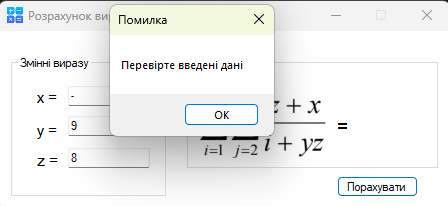 Розрахунок ви
Помилка
Перевірте введені дані
OK
Змінні виразу
x = -
y = 9
z = 8
z + x
i + yz
i=1 j=2
=
Порахувати